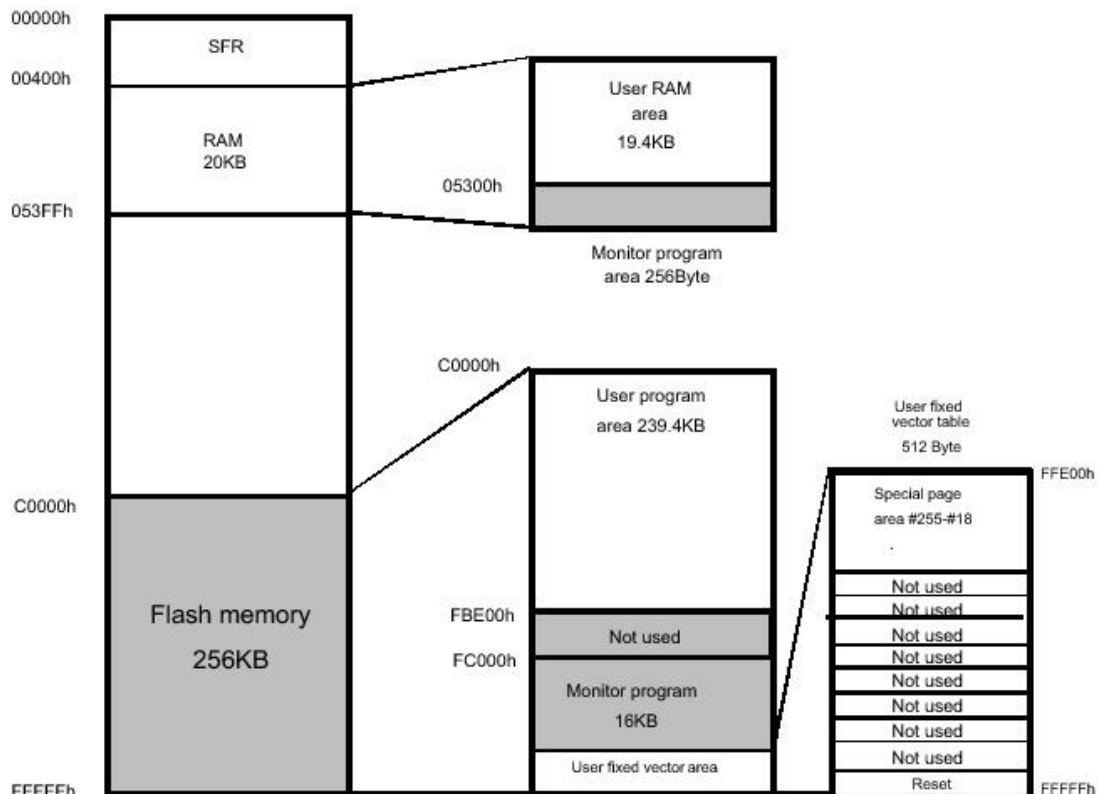 00000h
SFR
00400h
RAM
20KB
053FFh
C0000h
Flash memory
256KB
FFFFFh
User RAM
area
19.4KB
05300h
Monitor program
area 256Byte
C0000h
User program
area 239.4KB
FBE00h
Not used
FC000h
Monitor program
16KB
User fixed vector area
User fixed
vector table
512 Byte
FFE00h
Special page
area #255-#18
.
Not used
Not used
Not used
Not used
Not used
Not used
Not used
Not used
Reset
FFFFFh